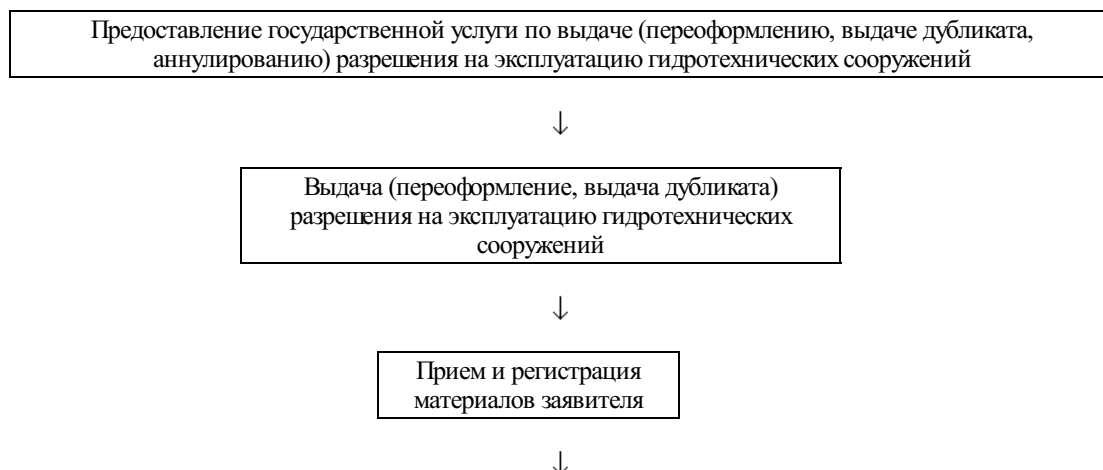 Предоставление государственной услуги по выдаче (переоформлению, выдаче дубликата,
аннулированию) разрешения на эксплуатацию гидротехнических сооружений
↓
Выдача (переоформление, выдача дубликата)
разрешения на эксплуатацию гидротехнических
сооружений
↓
Прием и регистрация
материалов заявителя
↓